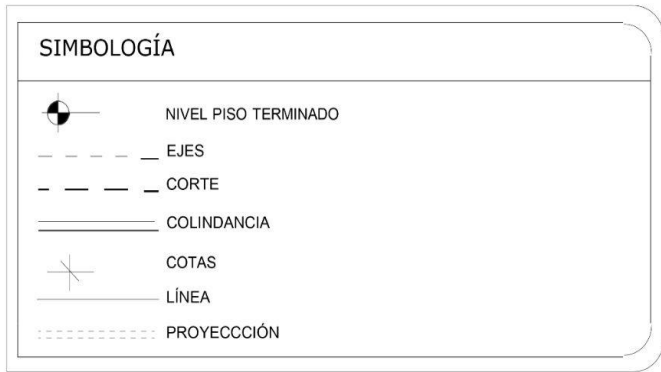 SIMBOLOGÍA
NIVEL PISO TERMINADO
EJES
CORTE
COLINDANCIA
COTAS
LÍNEA
PROYECCCIÓN